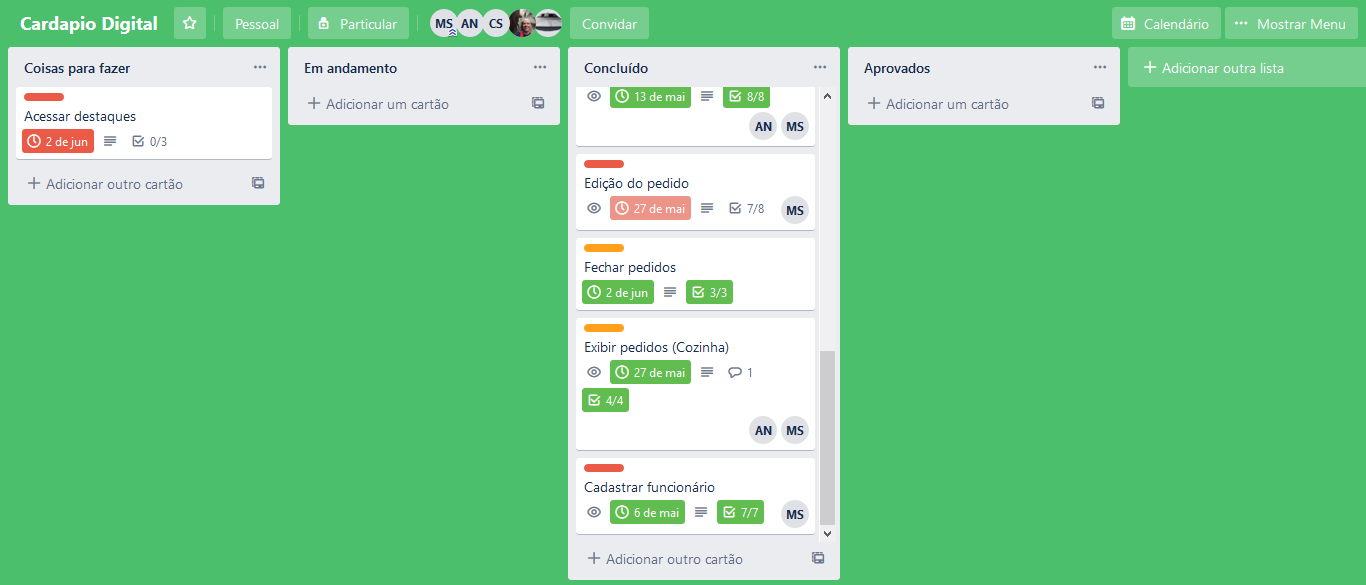 Cardapio Digital
Pessoal
Particular
MS
AN
CS
Convidar
Calendário
Mostrar Menu
Coisas para fazer
Acessar destaques
2 de jun
0/3
Adicionar outro cartão
Em andamento
Adicionar um cartão
Concluído
13 de mai
8/8
AN
MS
Edição do pedido
27 de mai
7/8
MS
Fechar pedidos
2 de jun
3/3
Exibir pedidos (Cozinha)
27 de mai
1
4/4
AN
MS
Cadastrar funcionário
6 de mai
7/7
MS
Adicionar outro cartão
Aprovados
Adicionar um cartão
Adicionar outra lista